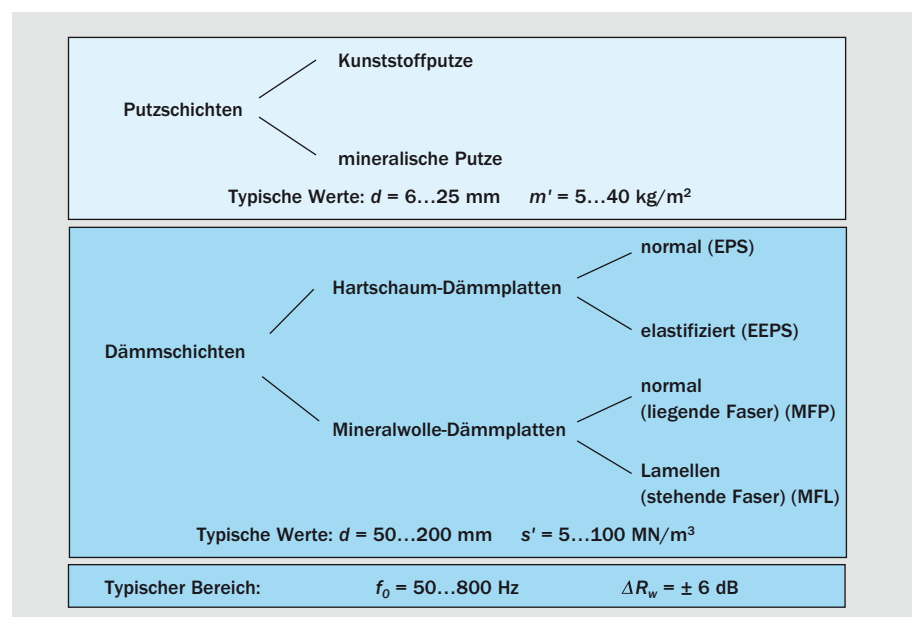 Kunststoffputze
Putzschichten
mineralische Putze
Typische Werte: d = 6...25 mm m' = 5...40 kg/m²
normal (EPS)
Hartschaum-Dämmplatten
elastifiziert (EEPS)
Dämmschichten
normal
(liegende Faser) (MFP)
Mineralwolle-Dämmplatten
Lamellen
(stehende Faser) (MFL)
Typische Werte: d = 50...200 mm s' = 5...100 MN/m³
Typischer Bereich: f₀ = 50...800 Hz ΔR_w = ± 6 dB